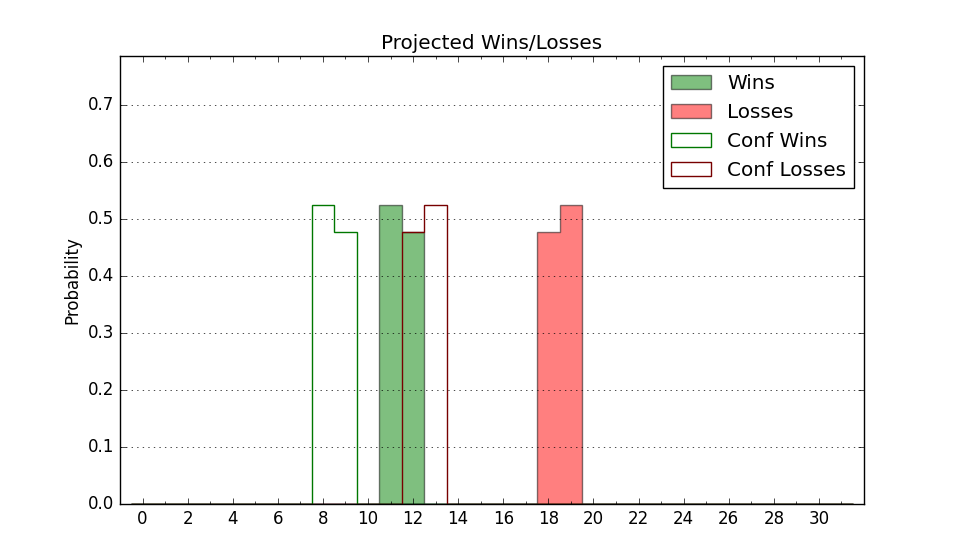 Projected Wins/Losses
Wins
Losses
Conf Wins
Conf Losses
Probability
0.7
0.6
0.5
0.4
0.3
0.2
0.1
0.0
0 2 4 6 8 10 12 14 16 18 20 22 24 26 28 30